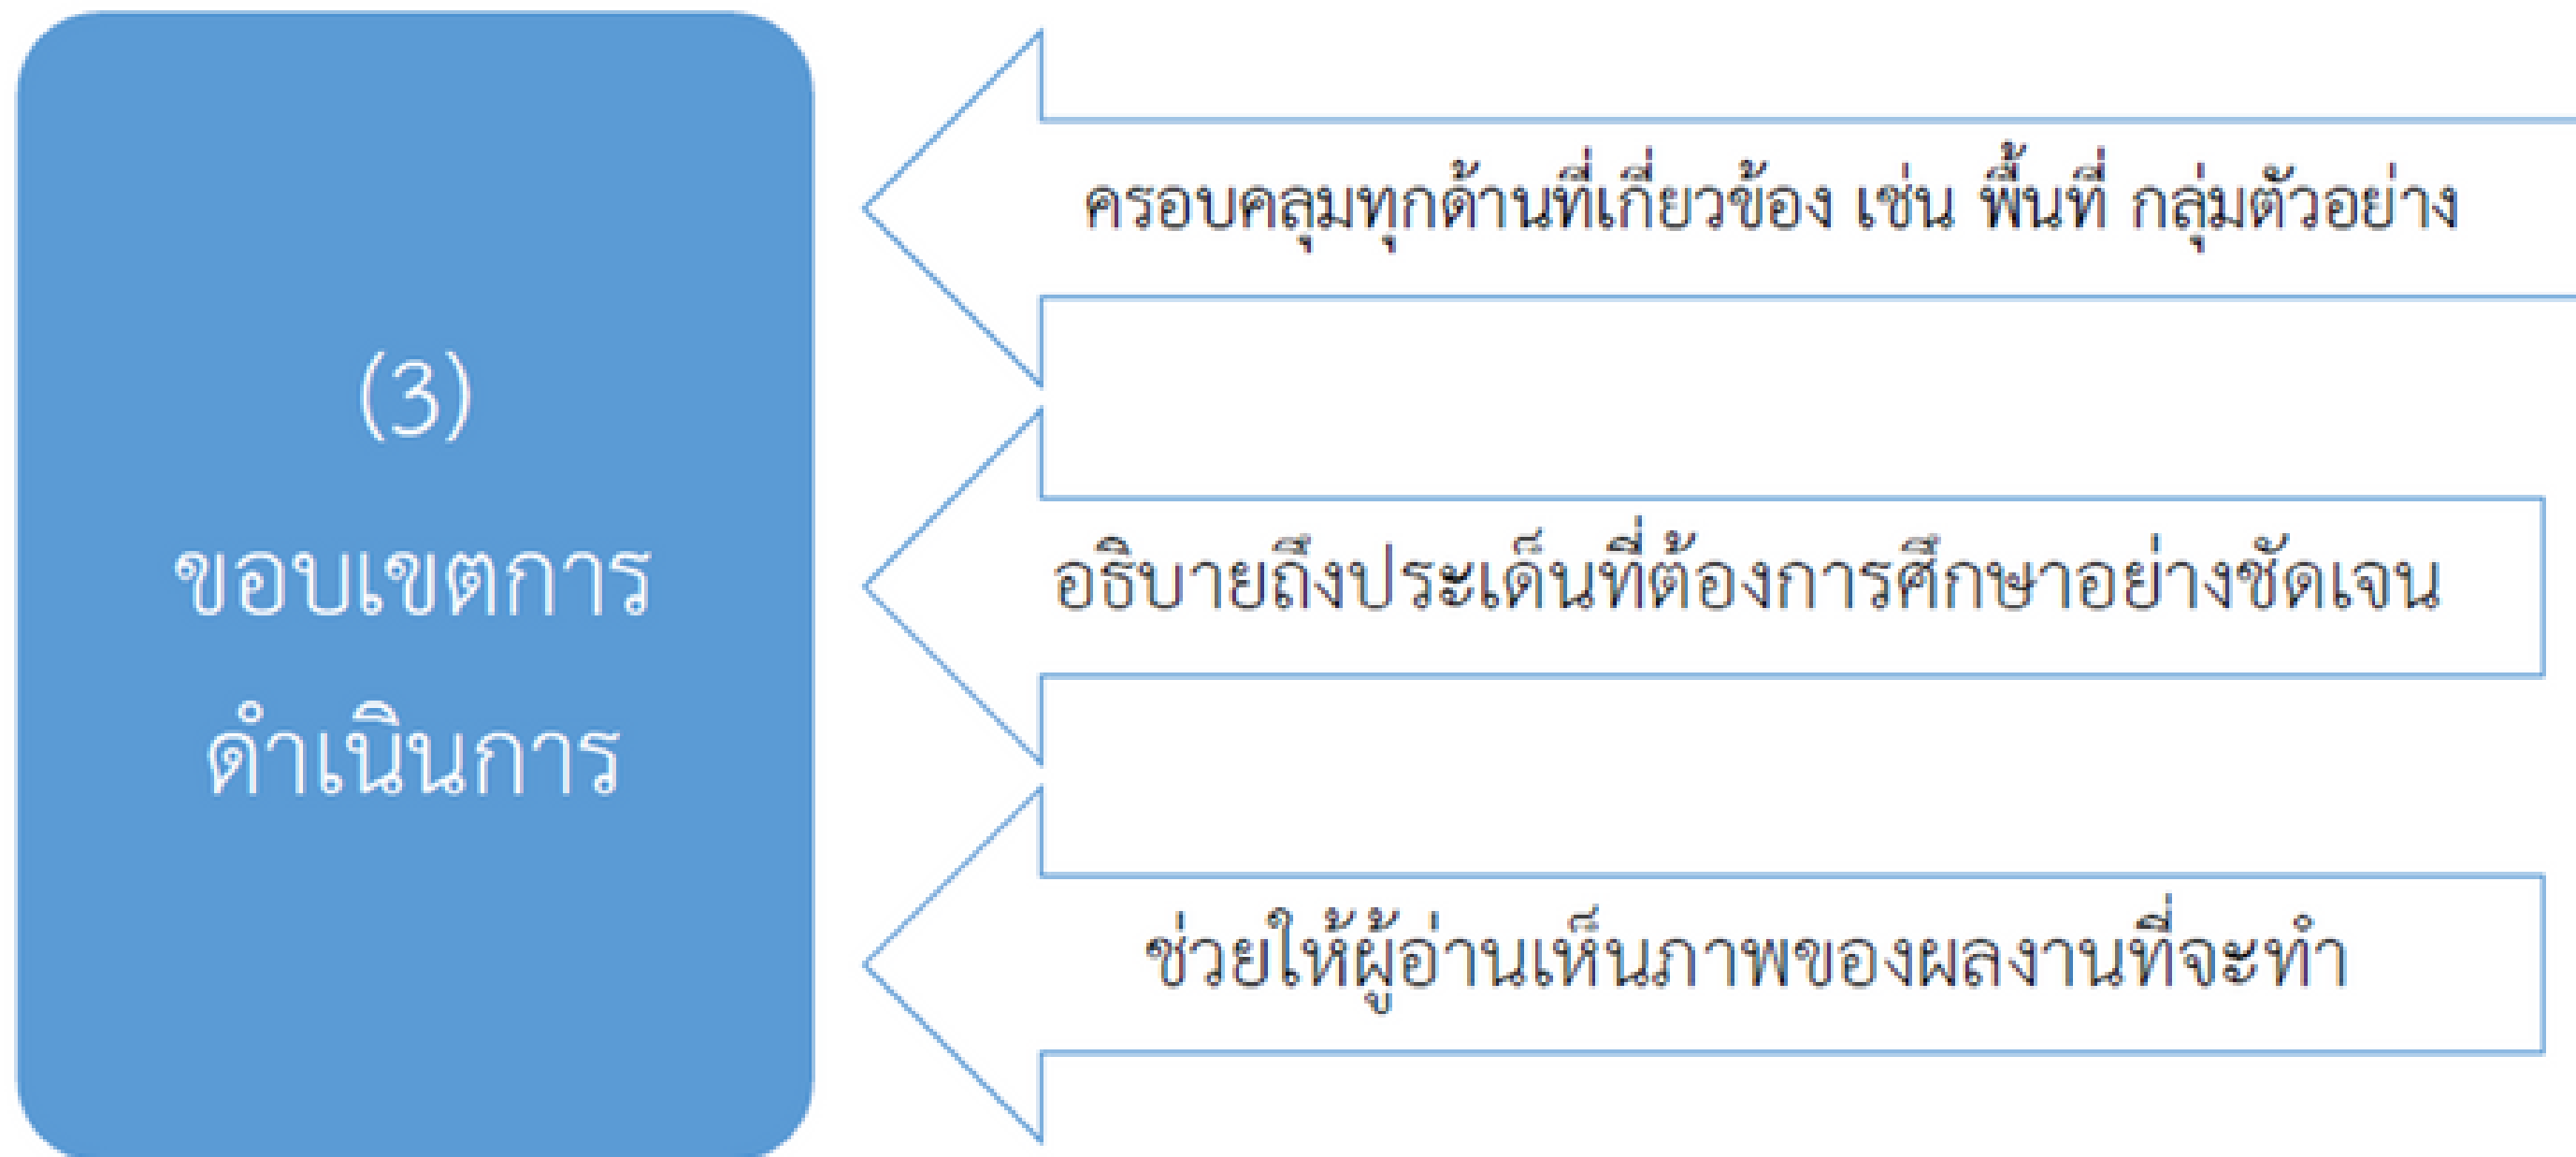 (3)
ขอบเขตการ
ดำเนินการ
ครอบคลุมทุกด้านที่เกี่ยวข้อง เช่น พื้นที่ กลุ่มตัวอย่าง
อธิบายถึงประเด็นที่ต้องการศึกษาอย่างชัดเจน
ช่วยให้ผู้อ่านเห็นภาพของผลงานที่จะทำ